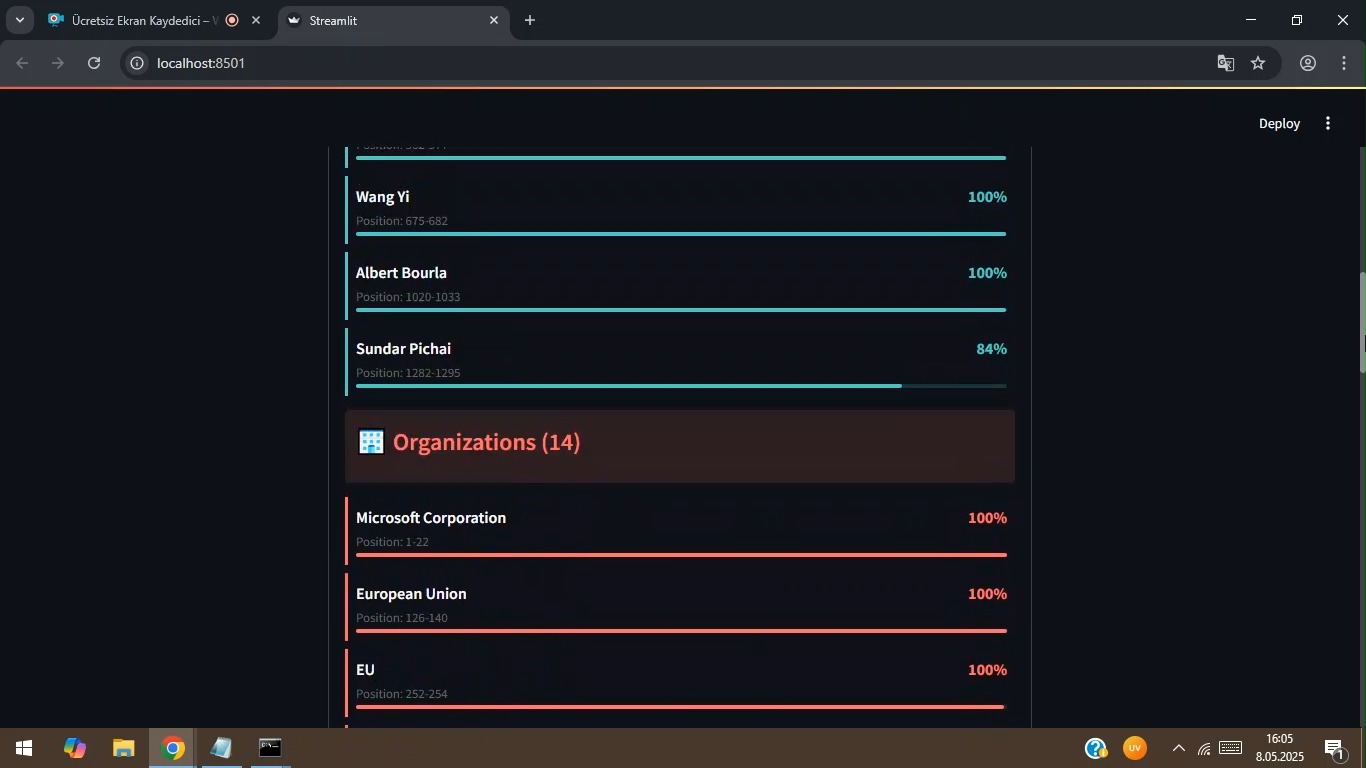 Ücretsiz Ekran Kaydedici –
Streamlit
localhost:8501
Deploy
Wang Yi
100%
Position: 675-682
Albert Bourla
100%
Position: 1020-1033
Sundar Pichai
84%
Position: 1282-1295
Organizations (14)
Microsoft Corporation
100%
Position: 1-22
European Union
100%
Position: 126-140
EU
100%
Position: 252-254
UV
16:05
8.05.2025
1